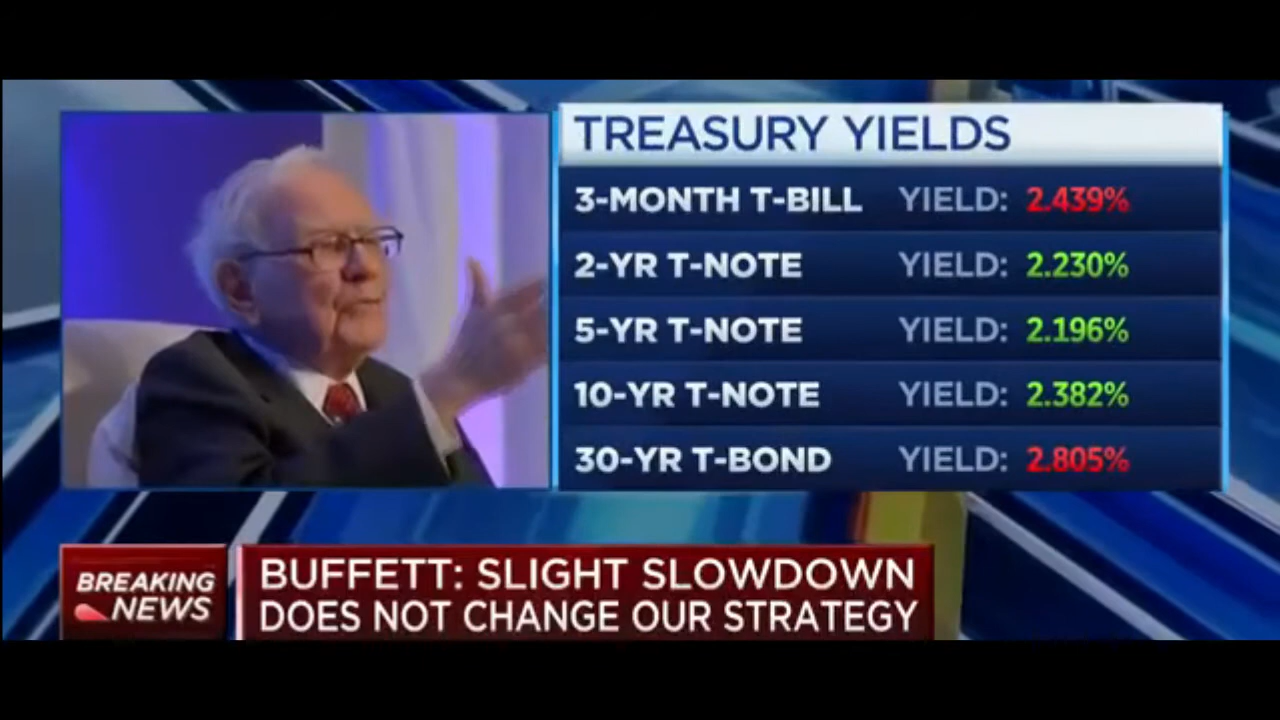 TREASURY YIELDS
3-MONTH T-BILL YIELD: 2.439%
2-YR T-NOTE YIELD: 2.230%
5-YR T-NOTE YIELD: 2.196%
10-YR T-NOTE YIELD: 2.382%
30-YR T-BOND YIELD: 2.805%
BREAKING
NEWS
BUFFETT: SLIGHT SLOWDOWN
DOES NOT CHANGE OUR STRATEGY